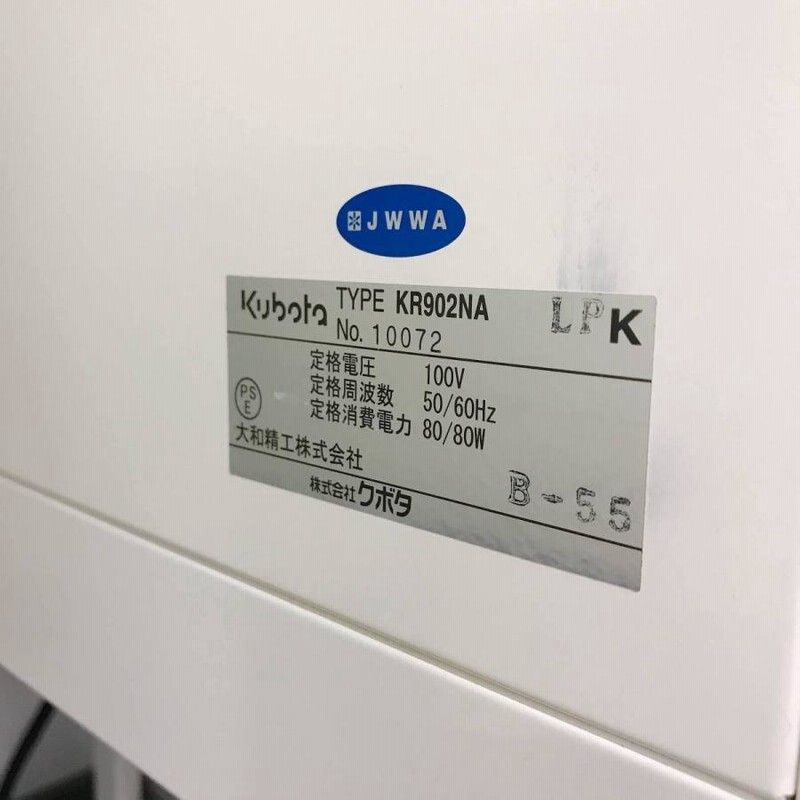 JWWA
Kubota TYPE KR902NA LPK
No. 10072
定格電圧 100V
定格周波数 50/60Hz
定格消費電力 80/80W
PS
E
大和精工株式会社
株式会社クボタ
B-55